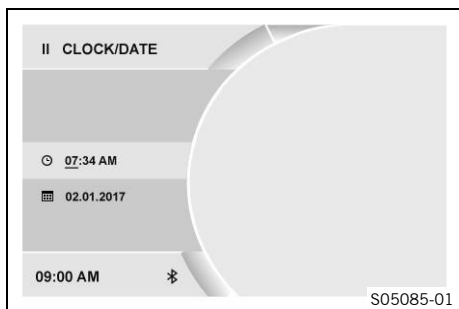 II CLOCK/DATE
07:34 AM
02.01.2017
09:00 AM
S05085-01